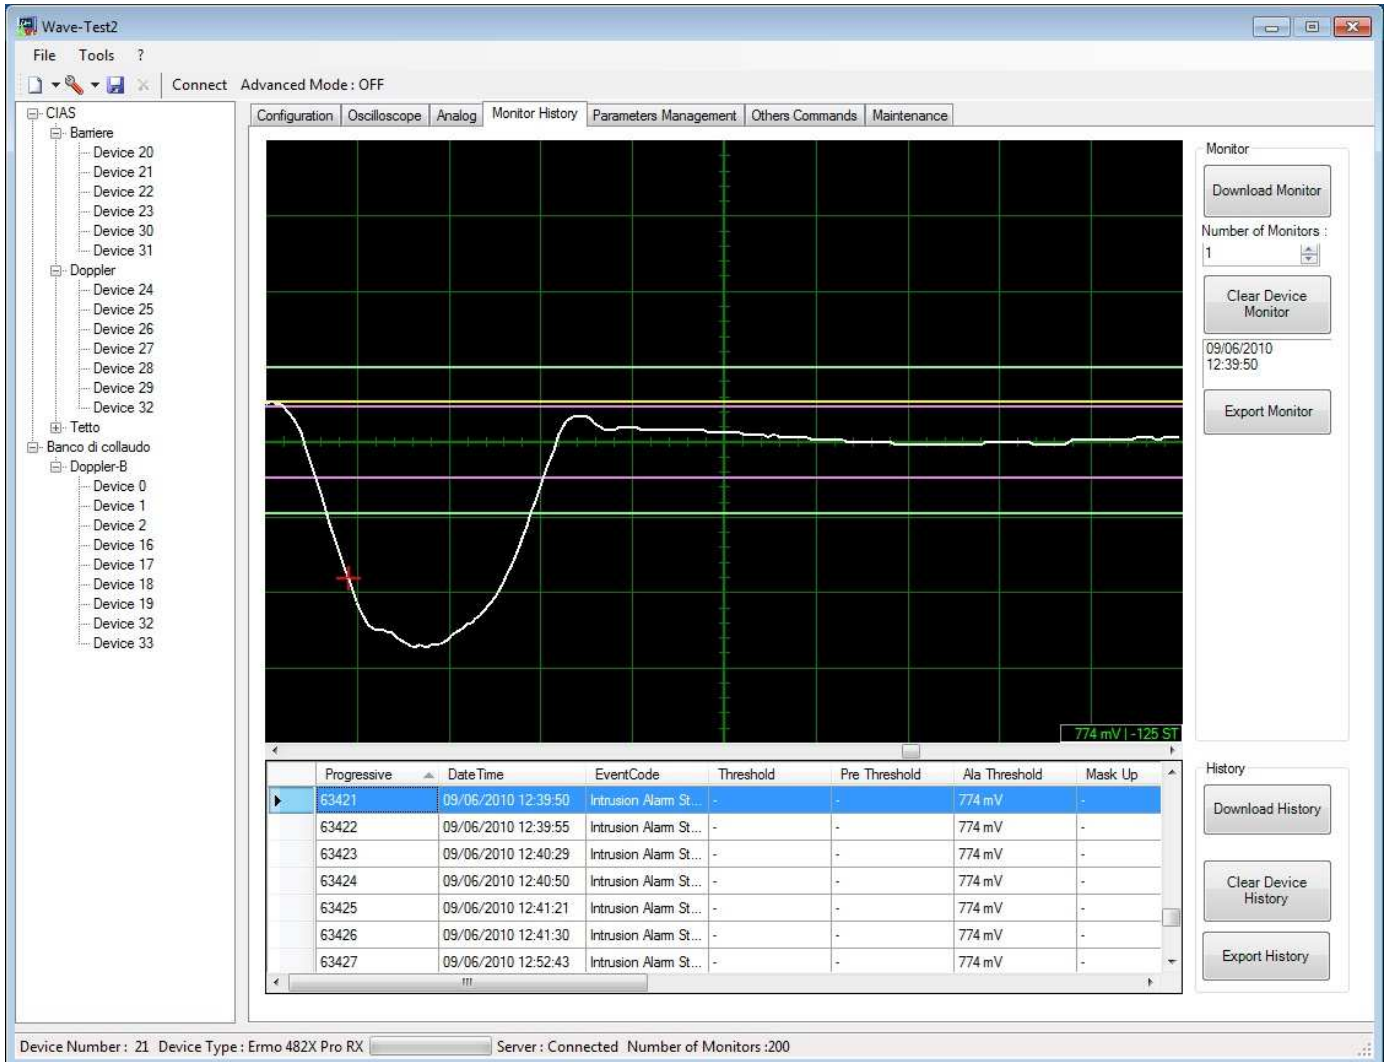 Wave-Test2
File Tools ?
Connect Advanced Mode : OFF
CIAS
Barriere
Device 20
Device 21
Device 22
Device 23
Device 30
Device 31
Doppler
Device 24
Device 25
Device 26
Device 27
Device 28
Device 29
Device 32
Tetto
Banco di collaudo
Doppler-B
Device 0
Device 1
Device 2
Device 16
Device 17
Device 18
Device 19
Device 32
Device 33
Configuration Oscilloscope Analog Monitor History Parameters Management Others Commands Maintenance
774 mV | -125 ST
Monitor
Download Monitor
Number of Monitors :
1
Clear Device
Monitor
09/06/2010
12:39:50
Export Monitor
Progressive DateTime EventCode Threshold Pre Threshold Ala Threshold Mask Up
63421 09/06/2010 12:39:50 Intrusion Alarm St... - - 774 mV -
63422 09/06/2010 12:39:55 Intrusion Alarm St... - - 774 mV -
63423 09/06/2010 12:40:29 Intrusion Alarm St... - - 774 mV -
63424 09/06/2010 12:40:50 Intrusion Alarm St... - - 774 mV -
63425 09/06/2010 12:41:21 Intrusion Alarm St... - - 774 mV -
63426 09/06/2010 12:41:30 Intrusion Alarm St... - - 774 mV -
63427 09/06/2010 12:52:43 Intrusion Alarm St... - - 774 mV -
History
Download History
Clear Device
History
Export History
Device Number : 21 Device Type : Ermo 482X Pro RX Server : Connected Number of Monitors :200